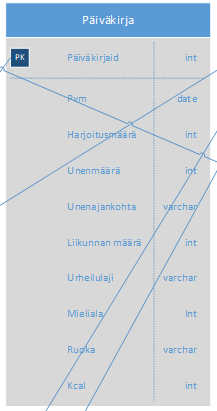 Päiväkirja
PK Päiväkirjaid int
Pvm date
Harjoitusmäärä int
Unenmäärä int
Unenajankohta varchar
Liikunnan määrä int
Urheilulaji varchar
Mieliala Int
Ruoka varchar
Kcal int